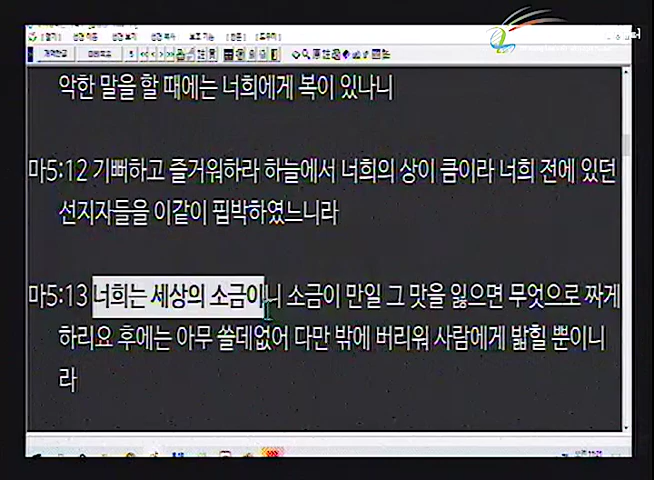 악한 말을 할 때에는 너희에게 복이 있나니
마5:12 기뻐하고 즐거워하라 하늘에서 너희의 상이 큼이라 너희 전에 있던
선지자들을 이같이 핍박하였느니라
마5:13 너희는 세상의 소금이니 소금이 만일 그 맛을 잃으면 무엇으로 짜게
하리요 후에는 아무 쓸데없어 다만 밖에 버리워 사람에게 밟힐 뿐이니
라